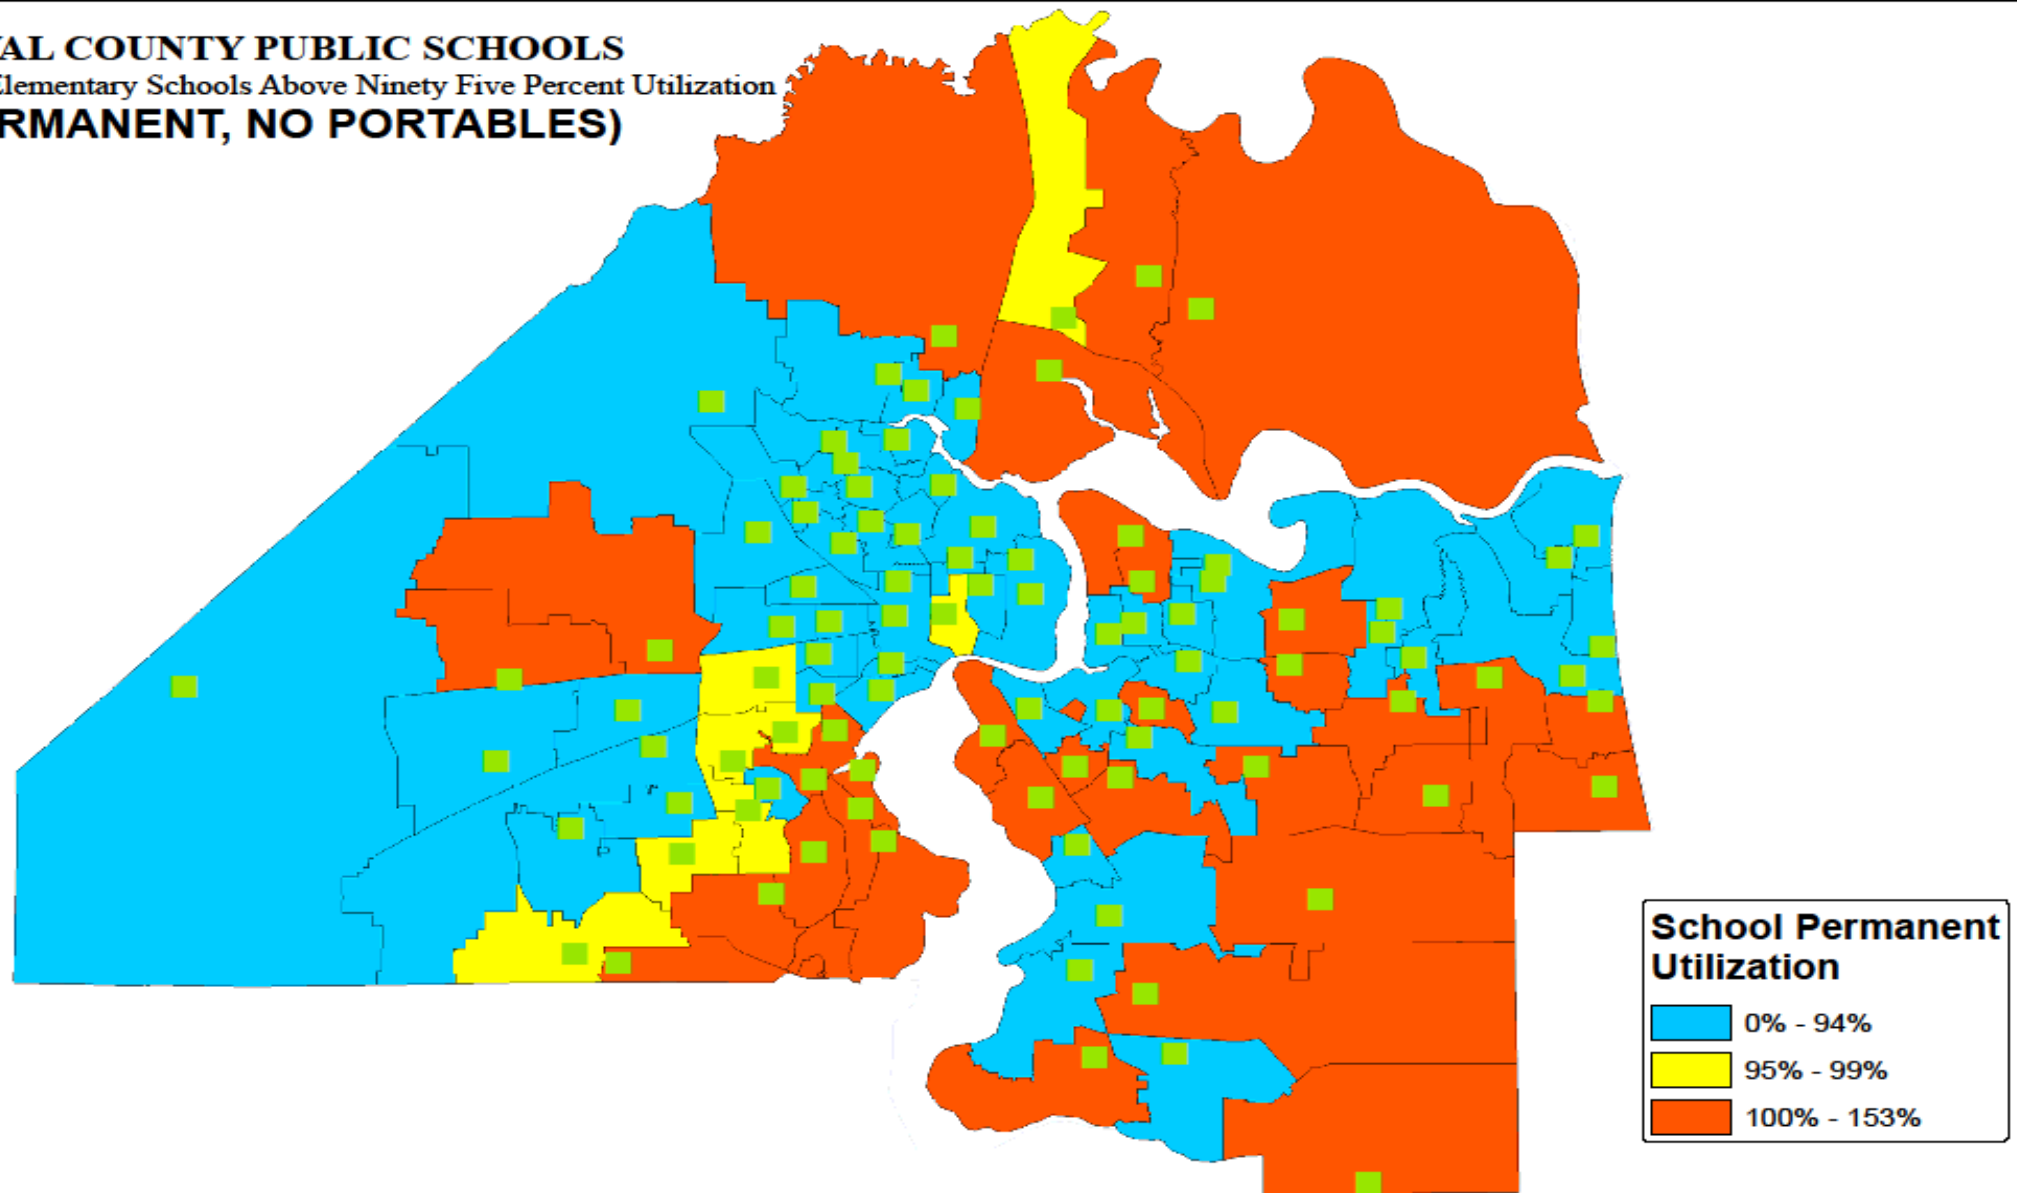 VAL COUNTY PUBLIC SCHOOLS
Elementary Schools Above Ninety Five Percent Utilization
RMANENT, NO PORTABLES)
School Permanent
Utilization
0% - 94%
95% - 99%
100% - 153%